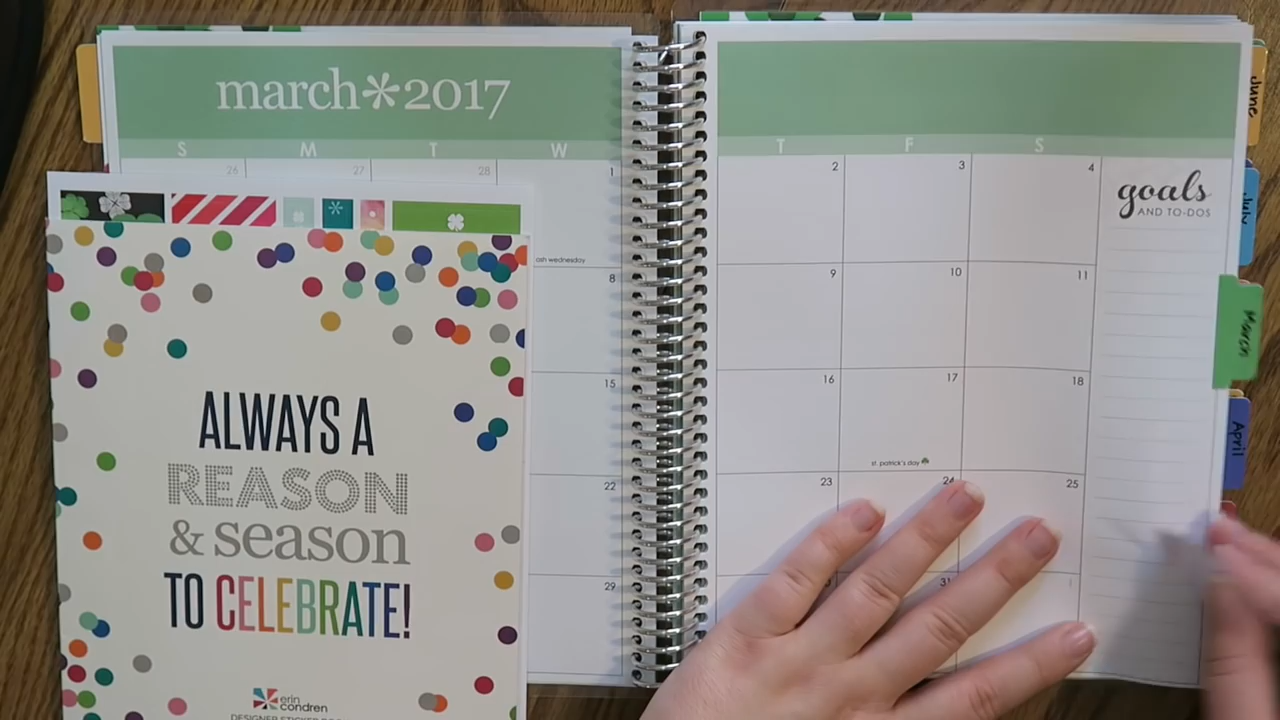 march*2017
S M T W
26 27 28 1
ash wednesday
8
15
22
29
ALWAYS A
REASON
& season
TO CELEBRATE!
erin
condren
T F S
2 3 4
goals
AND TO-DOS
9 10 11
16 17 18
st. patrick's day
23 24 25
31 1
June
July
March
April